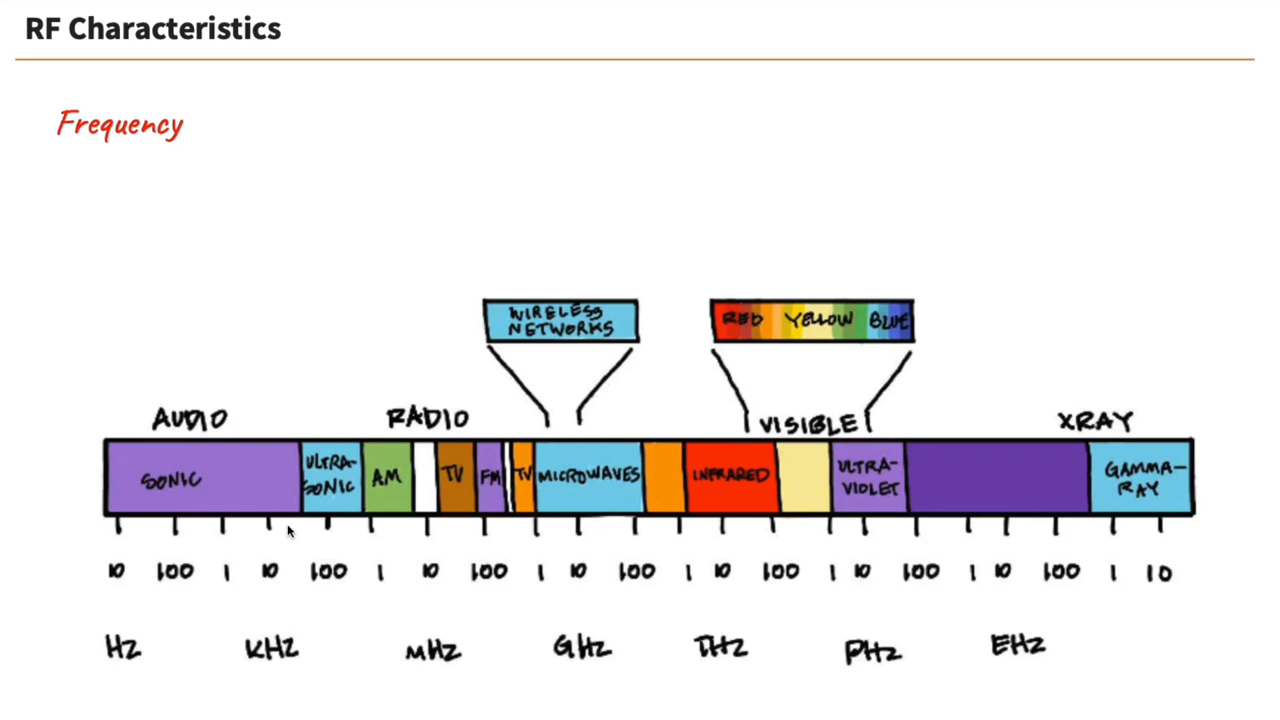 RF Characteristics
Frequency
WIRELESS
NETWORKS
RED YELLOW BLUE
AUDIO RADIO VISIBLE XRAY
SONIC ULTRA-SONIC AM TV FM TV MICROWAVES INFRARED ULTRA-VIOLET GAMMA-RAY
10 100 1 10 100 1 10 100 1 10 100 1 10 100 1 10 100 1 10 100 1 10
Hz KHz MHz GHz THz PHz EHz